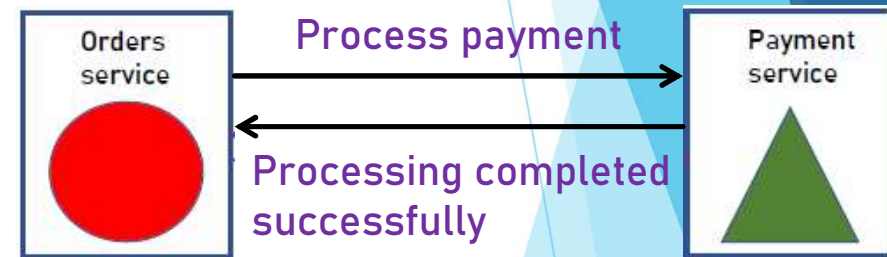 Orders
service
Process payment
Payment
service
Processing completed
successfully